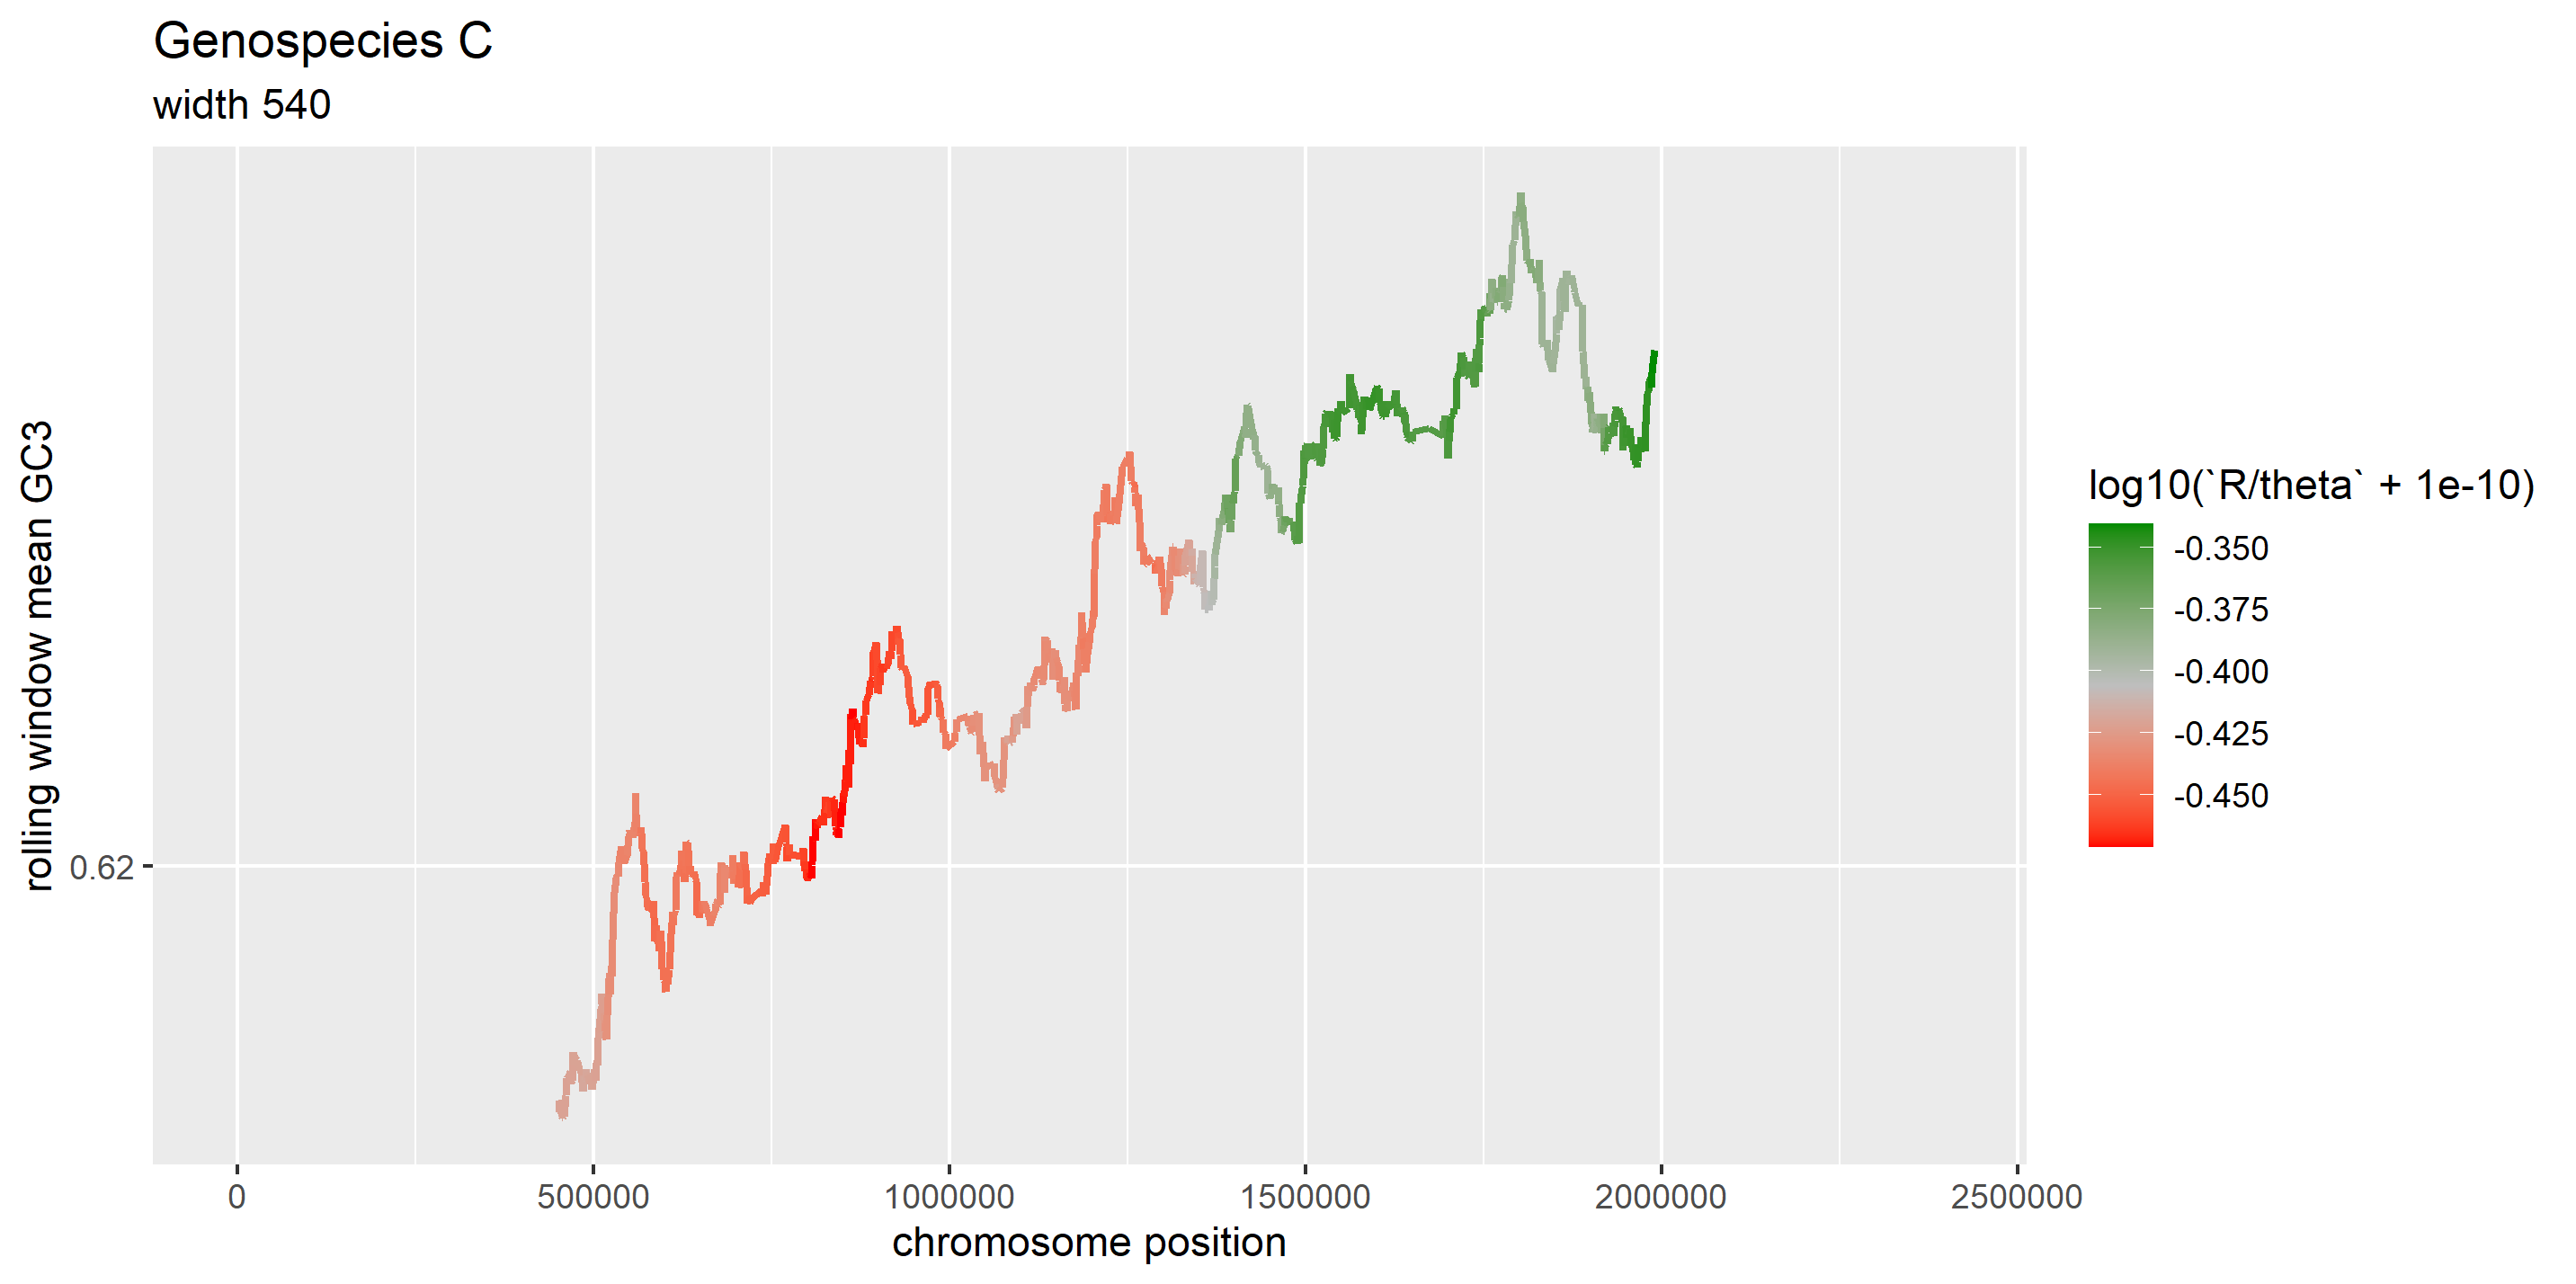 Genospecies C
width 540
rolling window mean GC3
0.62
0
500000
1000000
1500000
2000000
2500000
chromosome position
log10(`R/theta` + 1e-10)
-0.350
-0.375
-0.400
-0.425
-0.450